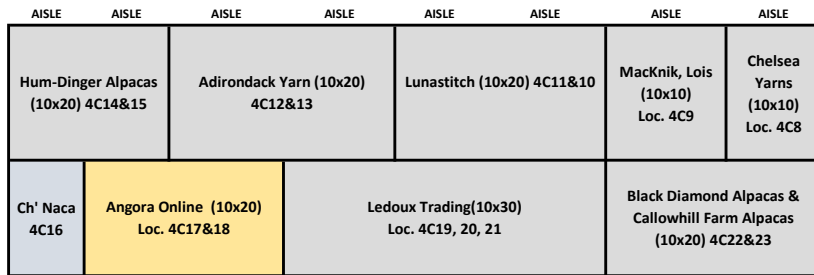 AISLE AISLE AISLE AISLE AISLE AISLE AISLE
Hum-Dinger Alpacas
(10x20) 4C14&15
Adirondack Yarn (10x20)
4C12&13
Lunastitch (10x20) 4C11&10
MacKnik, Lois
(10x10)
Loc. 4C9
Chelsea
Yarns
(10x10)
Loc. 4C8
Ch' Naca
4C16
Angora Online (10x20)
Loc. 4C17&18
Ledoux Trading(10x30)
Loc. 4C19, 20, 21
Black Diamond Alpacas &
Callowhill Farm Alpacas
(10x20) 4C22&23